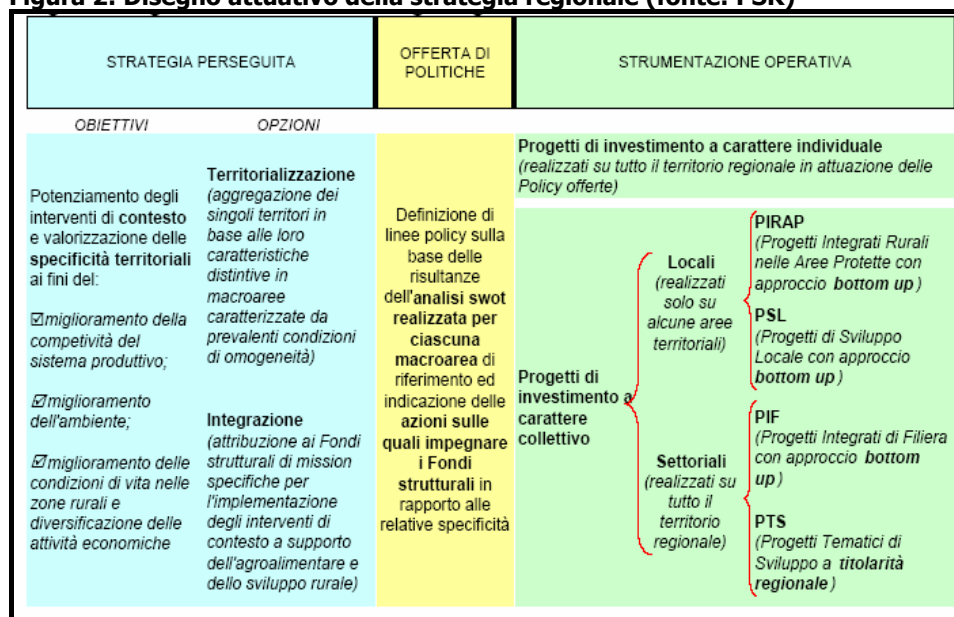 Figura 2. Disegno attuativo della strategia regionale (fonte: PSR)
STRATEGIA PERSEGUITA
OFFERTA DI
POLITICHE
STRUMENTAZIONE OPERATIVA
OBIETTIVI
OPZIONI
Potenziamento degli
interventi di contesto
e valorizzazione delle
specificità territoriali
ai fini del:
☑miglioramento della
competività del
sistema produttivo;
☑miglioramento
dell'ambiente;
☑miglioramento delle
condizioni di vita nelle
zone rurali e
diversificazione delle
attività economiche
Territorializzazione
(aggregazione dei
singoli territori in
base alle loro
caratteristiche
distintive in
macroaree
caratterizzate da
prevalenti condizioni
di omogeneità)
Integrazione
(attribuzione ai Fondi
strutturali di mission
specifiche per
l'implementazione
degli interventi di
contesto a supporto
dell'agroalimentare e
dello sviluppo rurale)
Definizione di
linee policy sulla
base delle
risultanze
dell'analisi swot
realizzata per
ciascuna
macroarea di
riferimento ed
indicazione delle
azioni sulle
quali impegnare
i Fondi
strutturali in
rapporto alle
relative specificità
Progetti di investimento a carattere individuale
(realizzati su tutto il territorio regionale in attuazione delle
Policy offerte)
Progetti di
investimento a
carattere
collettivo
Locali
(realizzati
solo su
alcune aree
territoriali)
PIRAP
(Progetti Integrati Rurali
nelle Aree Protette con
approccio bottom up)
PSL
(Progetti di Sviluppo
Locale con approccio
bottom up)
Settoriali
(realizzati su
tutto il
territorio
regionale)
PIF
(Progetti Integrati di Filiera
con approccio bottom
up)
PTS
(Progetti Tematici di
Sviluppo a titolarità
regionale)